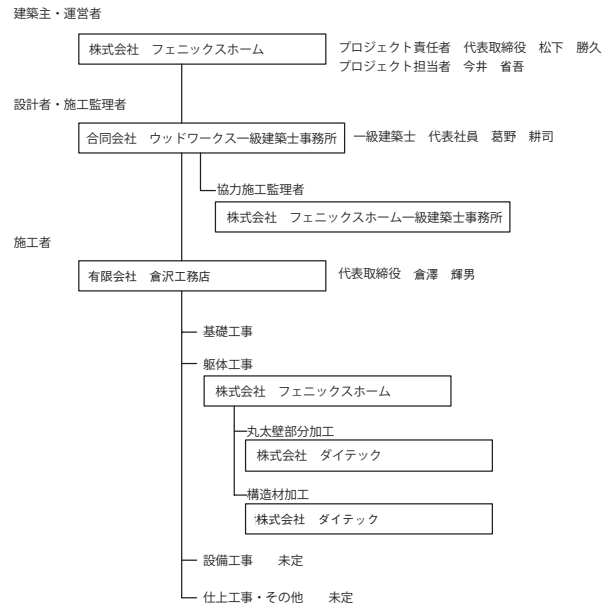 建築主・運営者
株式会社　フェニックスホーム　プロジェクト責任者　代表取締役　松下　勝久
プロジェクト担当者　今井　省吾
設計者・施工監理者
合同会社　ウッドワークス一級建築士事務所　一級建築士　代表社員　葛野　耕司
協力施工監理者
株式会社　フェニックスホーム一級建築士事務所
施工者
有限会社　倉沢工務店　代表取締役　倉澤　輝男
基礎工事
躯体工事
株式会社　フェニックスホーム
丸太壁部分加工
株式会社　ダイテック
構造材加工
株式会社　ダイテック
設備工事　未定
仕上工事・その他　未定